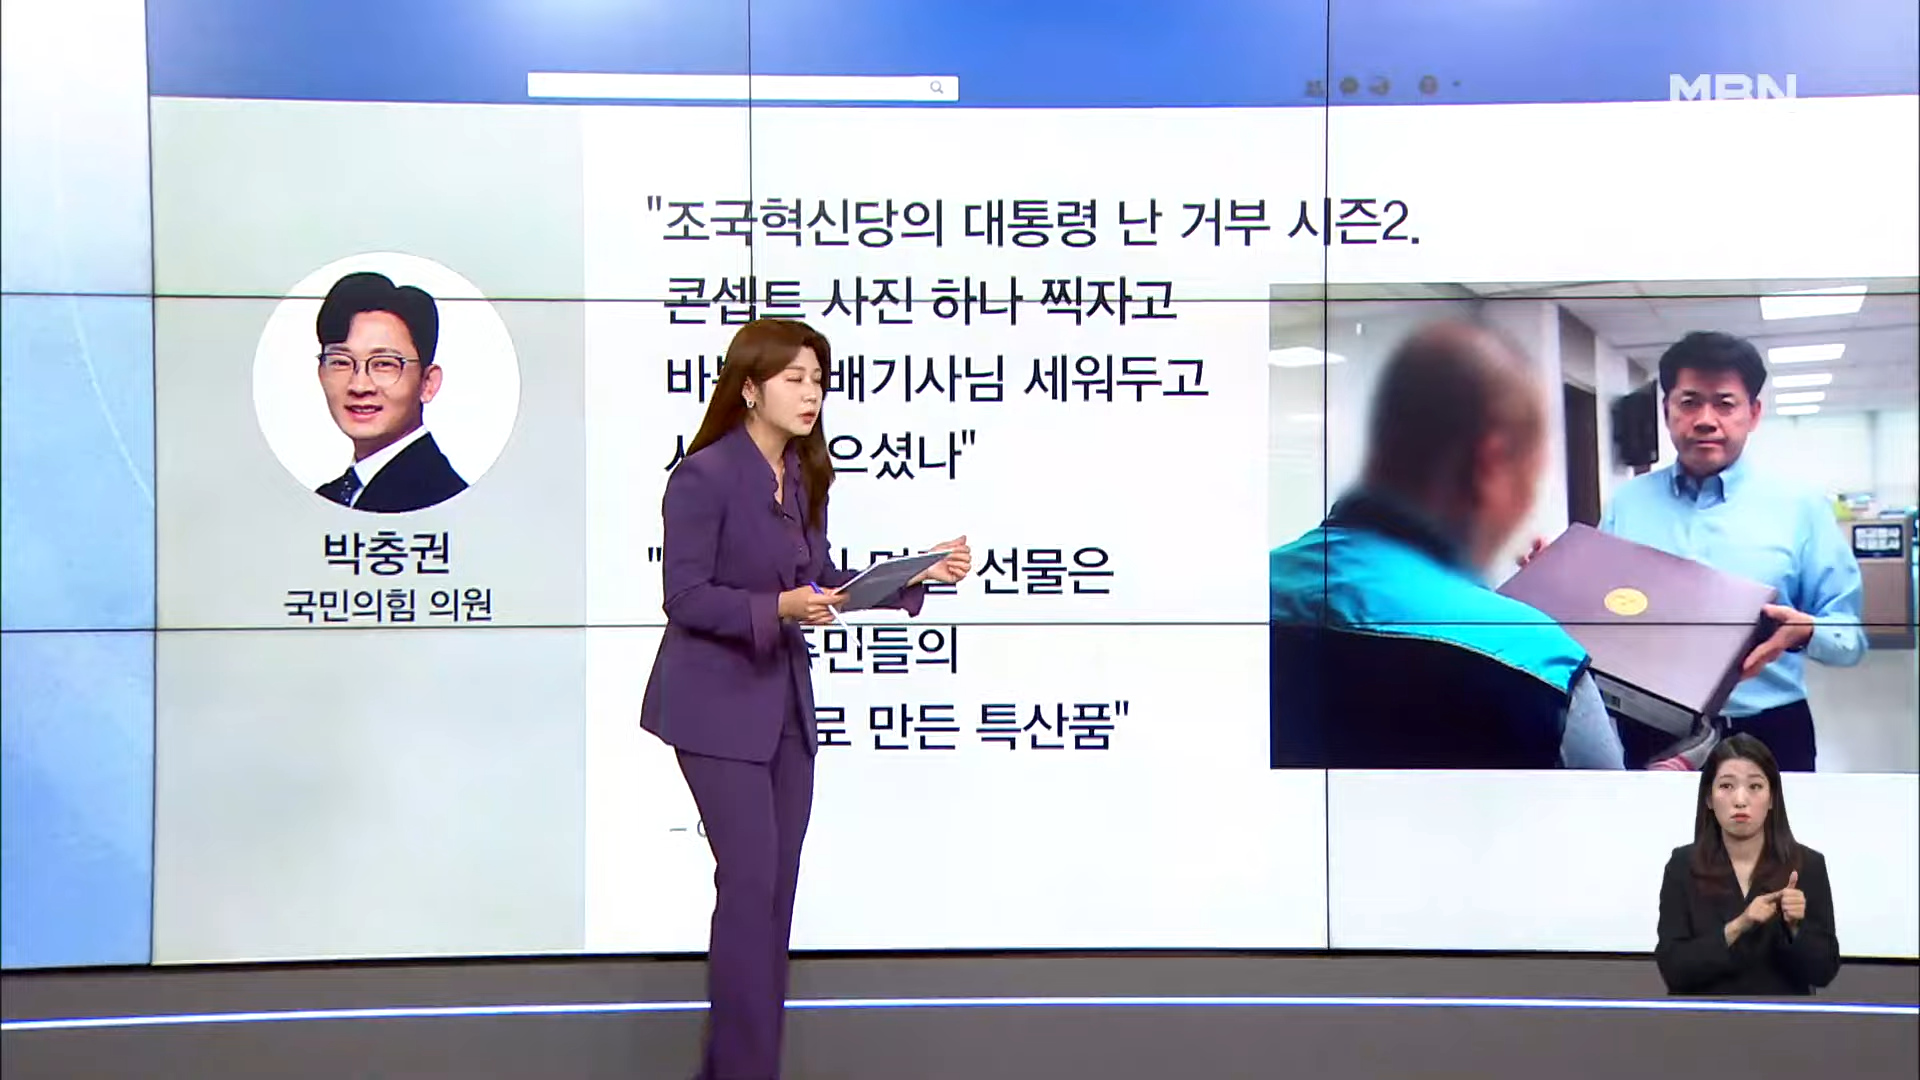 MBN
"조국혁신당의 대통령 난 거부 시즌2.
콘셉트 사진 하나 찍자고
배기사님 세워두고
으셨나"
선물은
민들의
로 만든 특산품"
박충권
국민의힘 의원